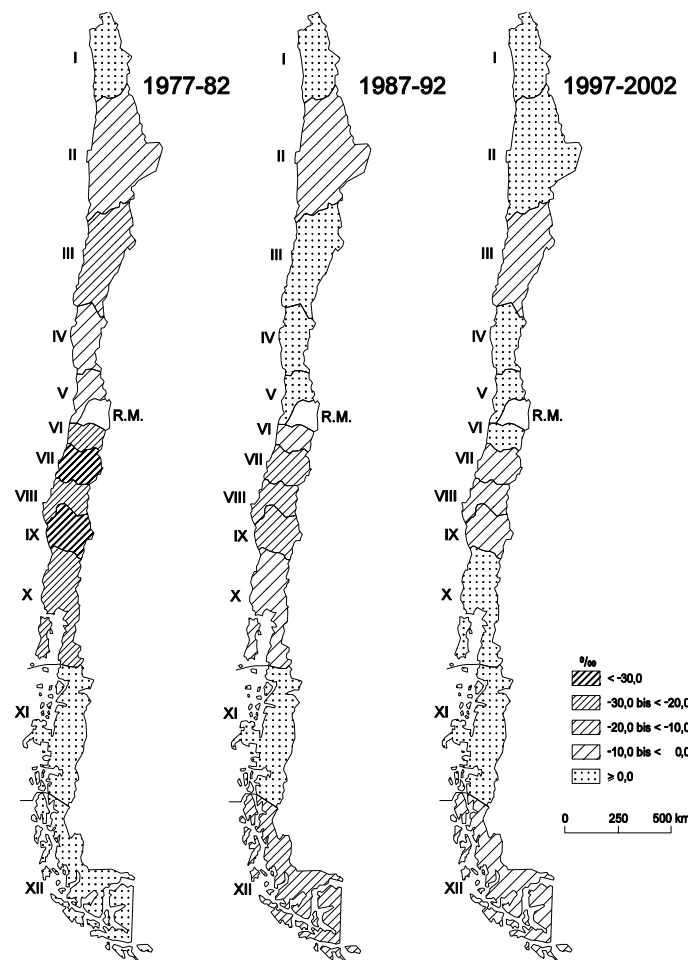 1977-82
I
II
III
IV
V
R.M.
VI
VII
VIII
IX
X
XI
XII
1987-92
I
II
III
IV
V
R.M.
VI
VII
VIII
IX
X
XI
XII
1997-2002
I
II
III
IV
V
R.M.
VI
VII
VIII
IX
X
XI
XII
‰
< -30,0
-30,0 bis < -20,0
-20,0 bis < -10,0
-10,0 bis < 0,0
≥ 0,0
0 250 500 km